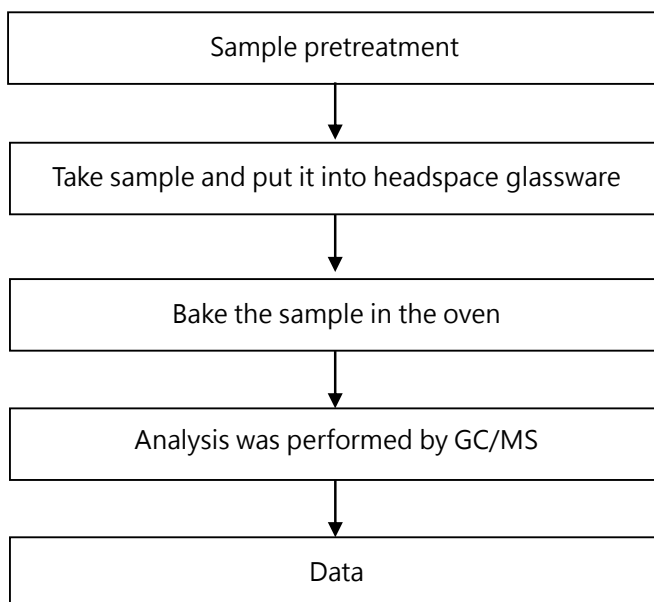 Sample pretreatment
Take sample and put it into headspace glassware
Bake the sample in the oven
Analysis was performed by GC/MS
Data